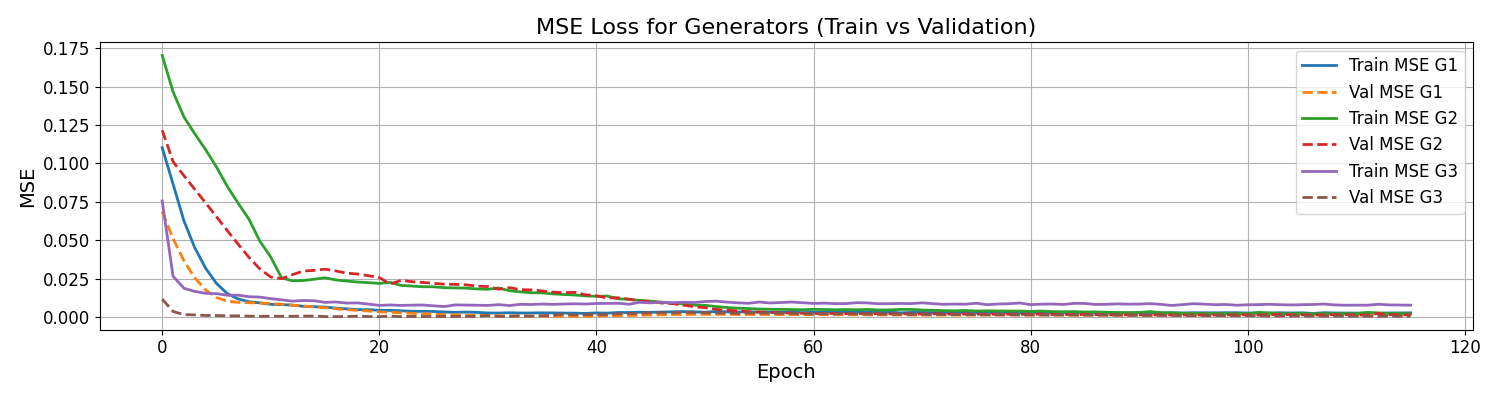 MSE Loss for Generators (Train vs Validation)
0.175
0.150
0.125
0.100
0.075
0.050
0.025
0.000
MSE
Train MSE G1
Val MSE G1
Train MSE G2
Val MSE G2
Train MSE G3
Val MSE G3
0 20 40 60 80 100 120
Epoch